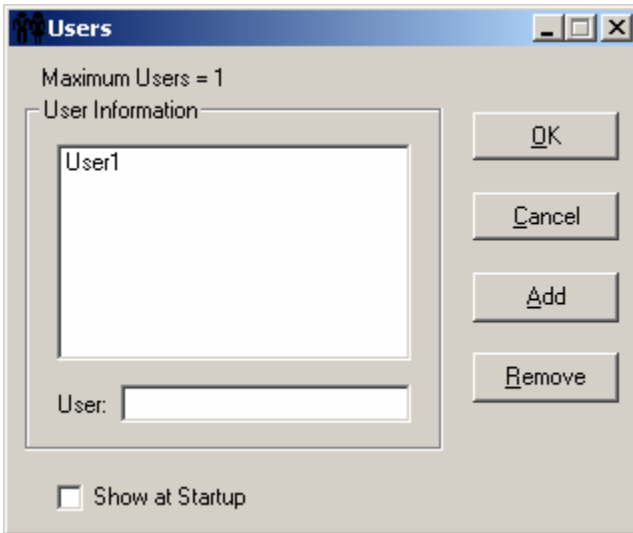 Users
Maximum Users = 1
User Information
User1
User:
Show at Startup
OK
Cancel
Add
Remove